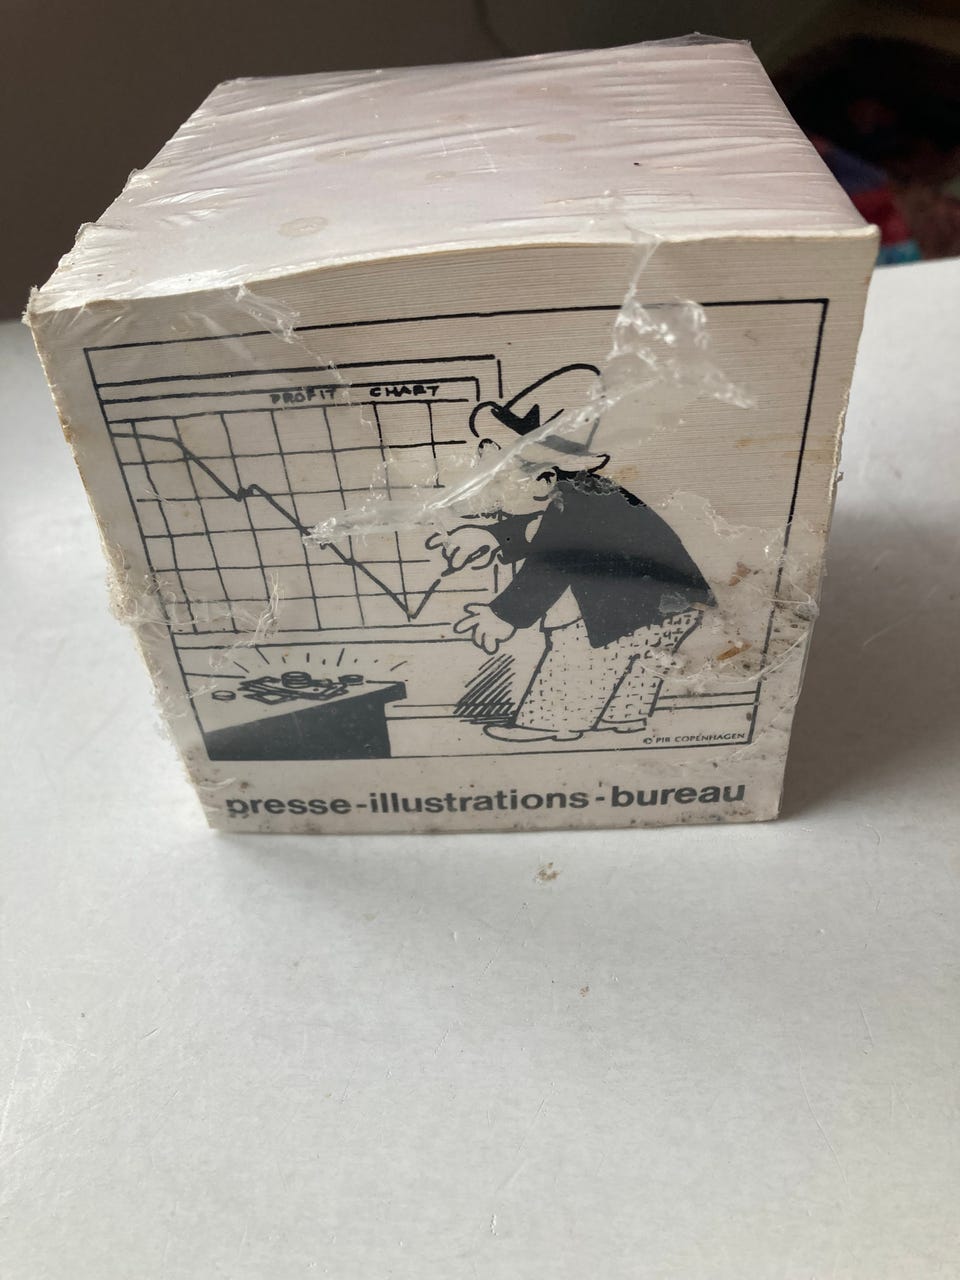 PROFIT CHART
© PIB COPENHAGEN
presse-illustrations-bureau